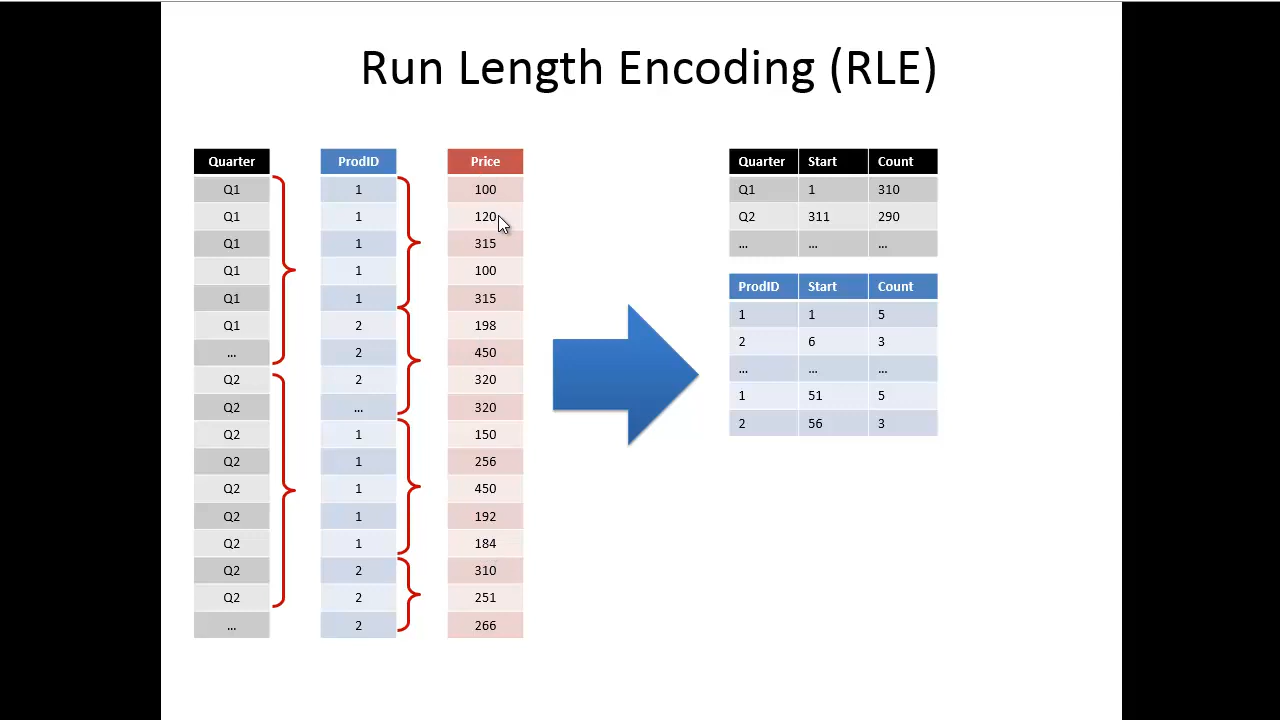 Run Length Encoding (RLE)
Quarter ProdID Price
Q1 1 100
Q1 1 120
Q1 1 315
Q1 1 100
Q1 1 315
Q1 2 198
... 2 450
Q2 2 320
Q2 ... 320
Q2 1 150
Q2 1 256
Q2 1 450
Q2 1 192
Q2 1 184
Q2 2 310
Q2 2 251
... 2 266
Quarter Start Count
Q1 1 310
Q2 311 290
... ... ...
ProdID Start Count
1 1 5
2 6 3
... ... ...
1 51 5
2 56 3